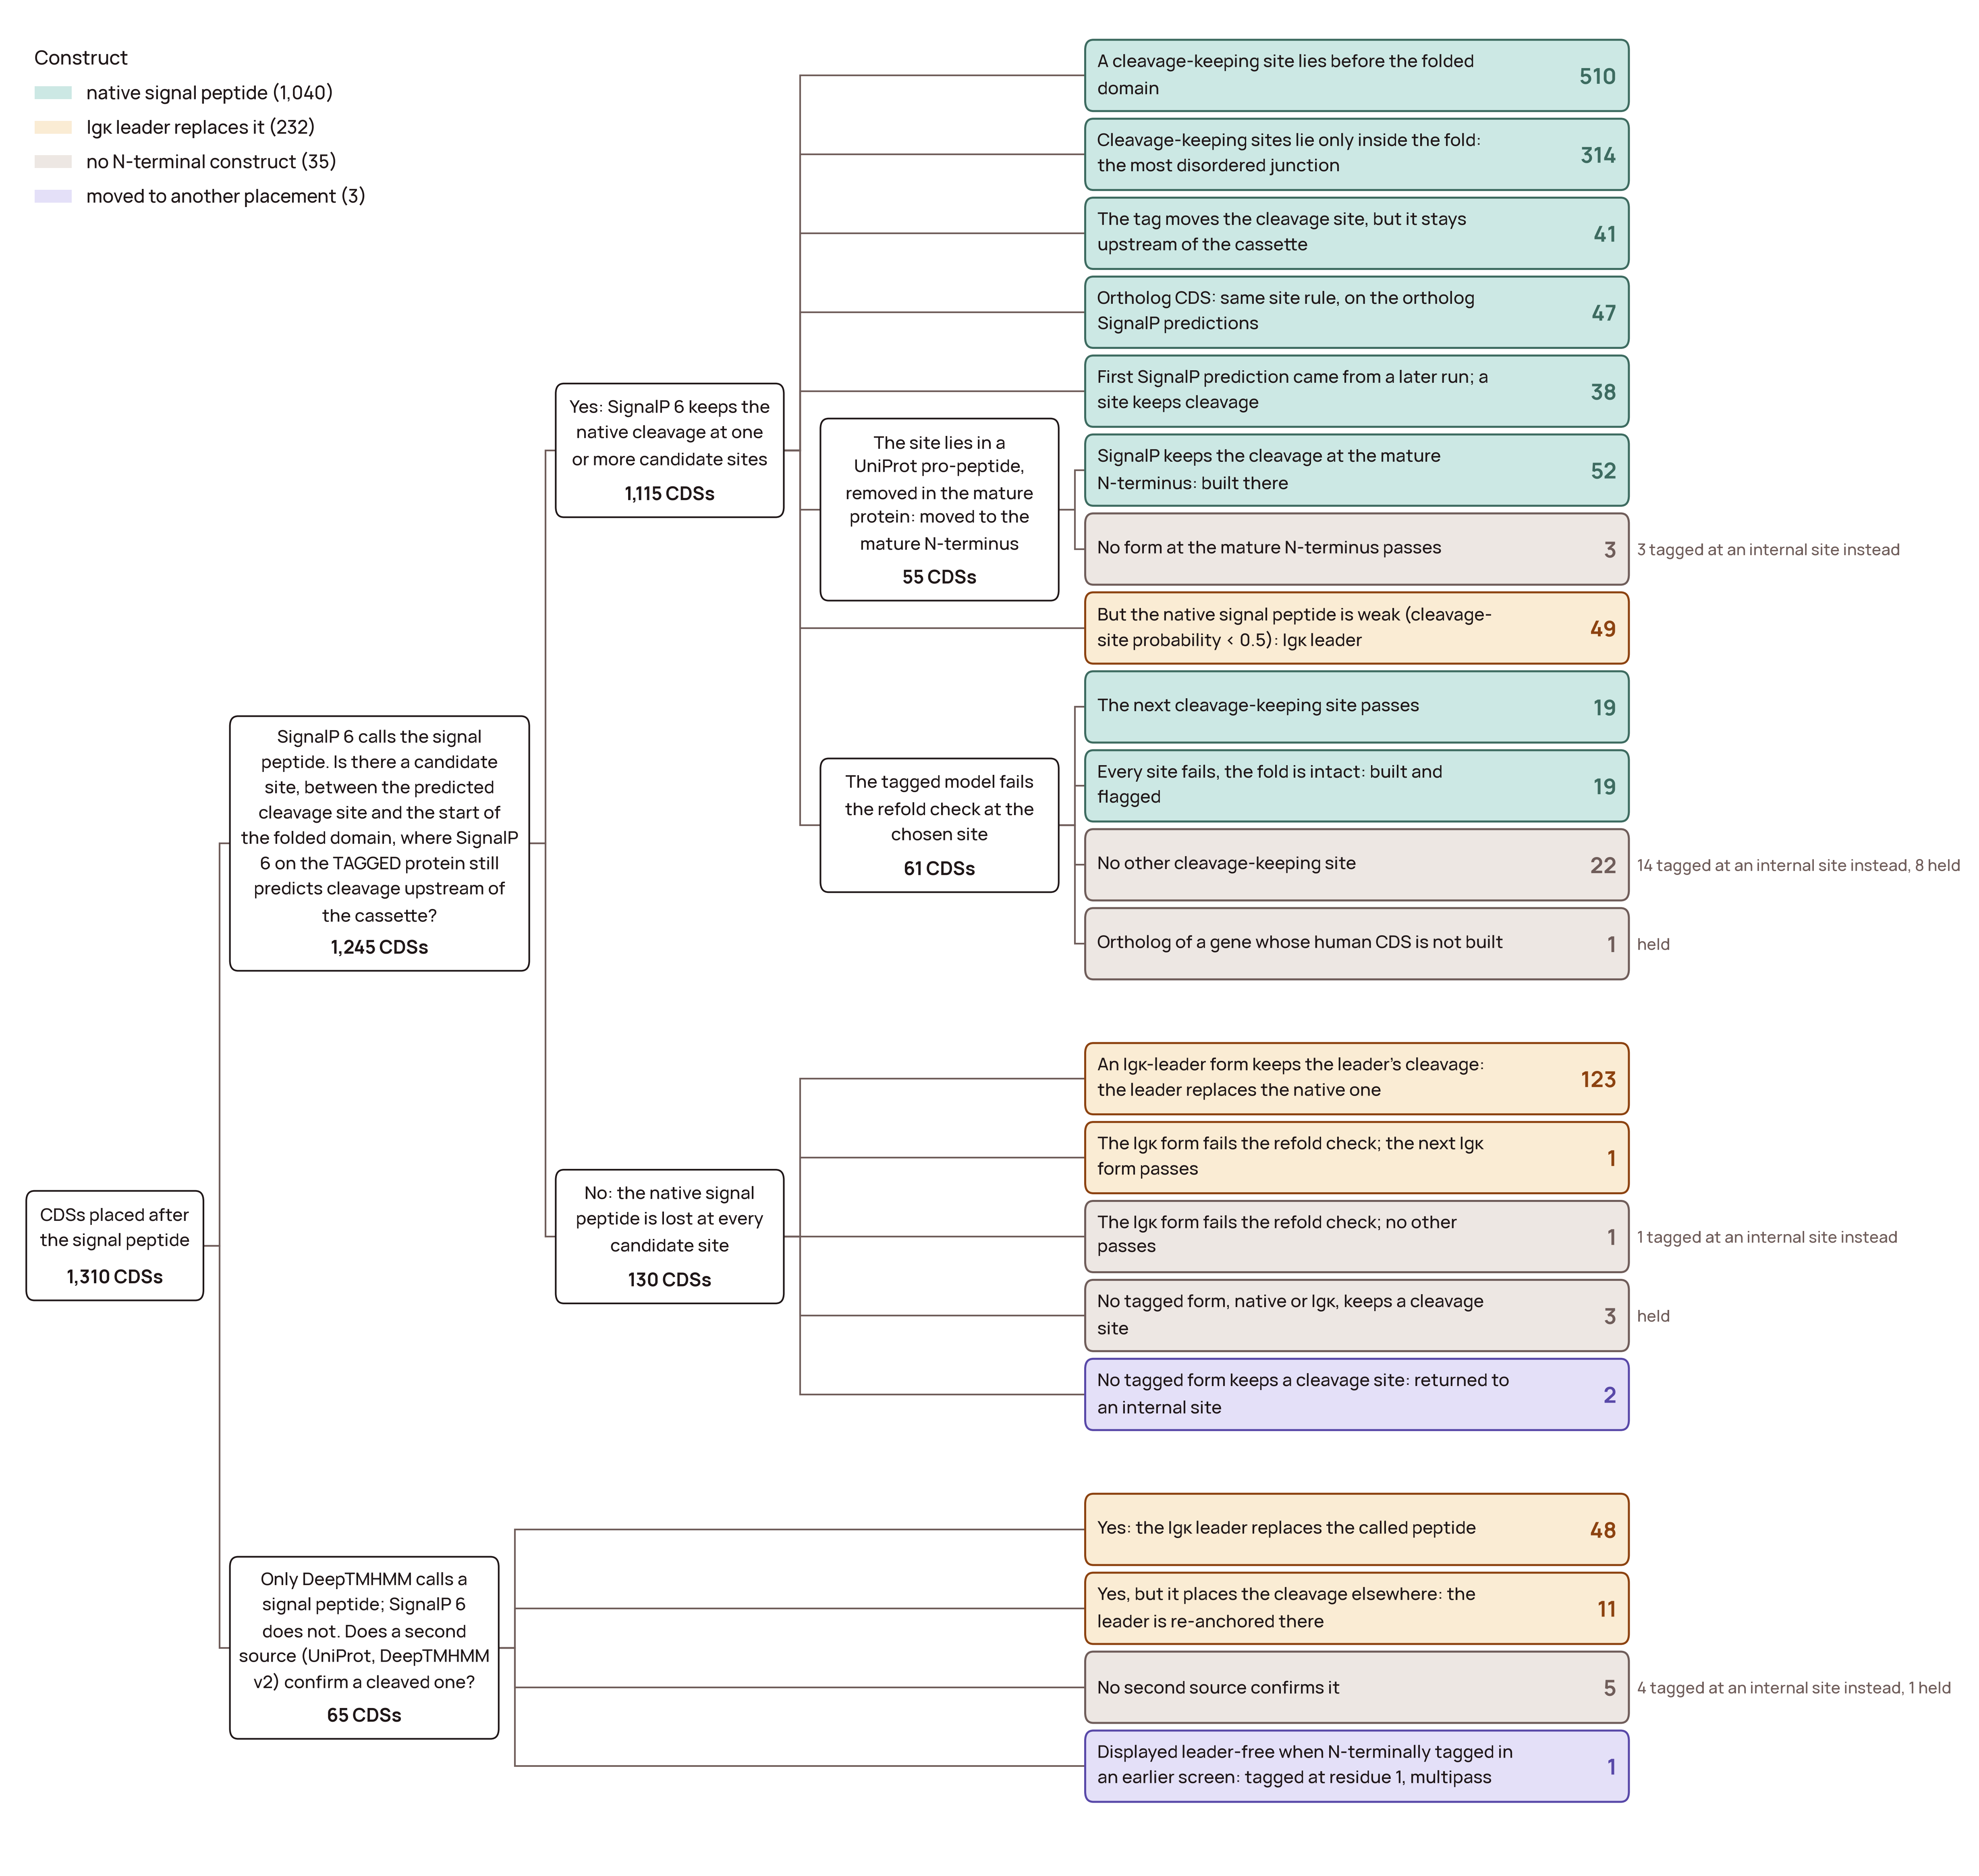 Construct
native signal peptide (1,040)
Igκ leader replaces it (232)
no N-terminal construct (35)
moved to another placement (3)
CDSs placed after
the signal peptide
1,310 CDSs
SignalP 6 calls the signal
peptide. Is there a candidate
site, between the predicted
cleavage site and the start of
the folded domain, where SignalP
6 on the TAGGED protein still
predicts cleavage upstream of
the cassette?
1,245 CDSs
Yes: SignalP 6 keeps the
native cleavage at one
or more candidate sites
1,115 CDSs
A cleavage-keeping site lies before the folded
domain
510
Cleavage-keeping sites lie only inside the fold:
the most disordered junction
314
The tag moves the cleavage site, but it stays
upstream of the cassette
41
Ortholog CDS: same site rule, on the ortholog
SignalP predictions
47
First SignalP prediction came from a later run; a
site keeps cleavage
38
The site lies in a
UniProt pro-peptide,
removed in the mature
protein: moved to the
mature N-terminus
55 CDSs
SignalP keeps the cleavage at the mature
N-terminus: built there
52
No form at the mature N-terminus passes
3
3 tagged at an internal site instead
But the native signal peptide is weak (cleavage-
site probability < 0.5): Igκ leader
49
The tagged model fails
the refold check at the
chosen site
61 CDSs
The next cleavage-keeping site passes
19
Every site fails, the fold is intact: built and
flagged
19
No other cleavage-keeping site
22
14 tagged at an internal site instead, 8 held
Ortholog of a gene whose human CDS is not built
1
held
No: the native signal
peptide is lost at every
candidate site
130 CDSs
An Igκ-leader form keeps the leader’s cleavage:
the leader replaces the native one
123
The Igκ form fails the refold check; the next Igκ
form passes
1
The Igκ form fails the refold check; no other
passes
1
1 tagged at an internal site instead
No tagged form, native or Igκ, keeps a cleavage
site
3
held
No tagged form keeps a cleavage site: returned to
an internal site
2
Only DeepTMHMM calls a
signal peptide; SignalP 6
does not. Does a second
source (UniProt, DeepTMHMM
v2) confirm a cleaved one?
65 CDSs
Yes: the Igκ leader replaces the called peptide
48
Yes, but it places the cleavage elsewhere: the
leader is re-anchored there
11
No second source confirms it
5
4 tagged at an internal site instead, 1 held
Displayed leader-free when N-terminally tagged in
an earlier screen: tagged at residue 1, multipass
1